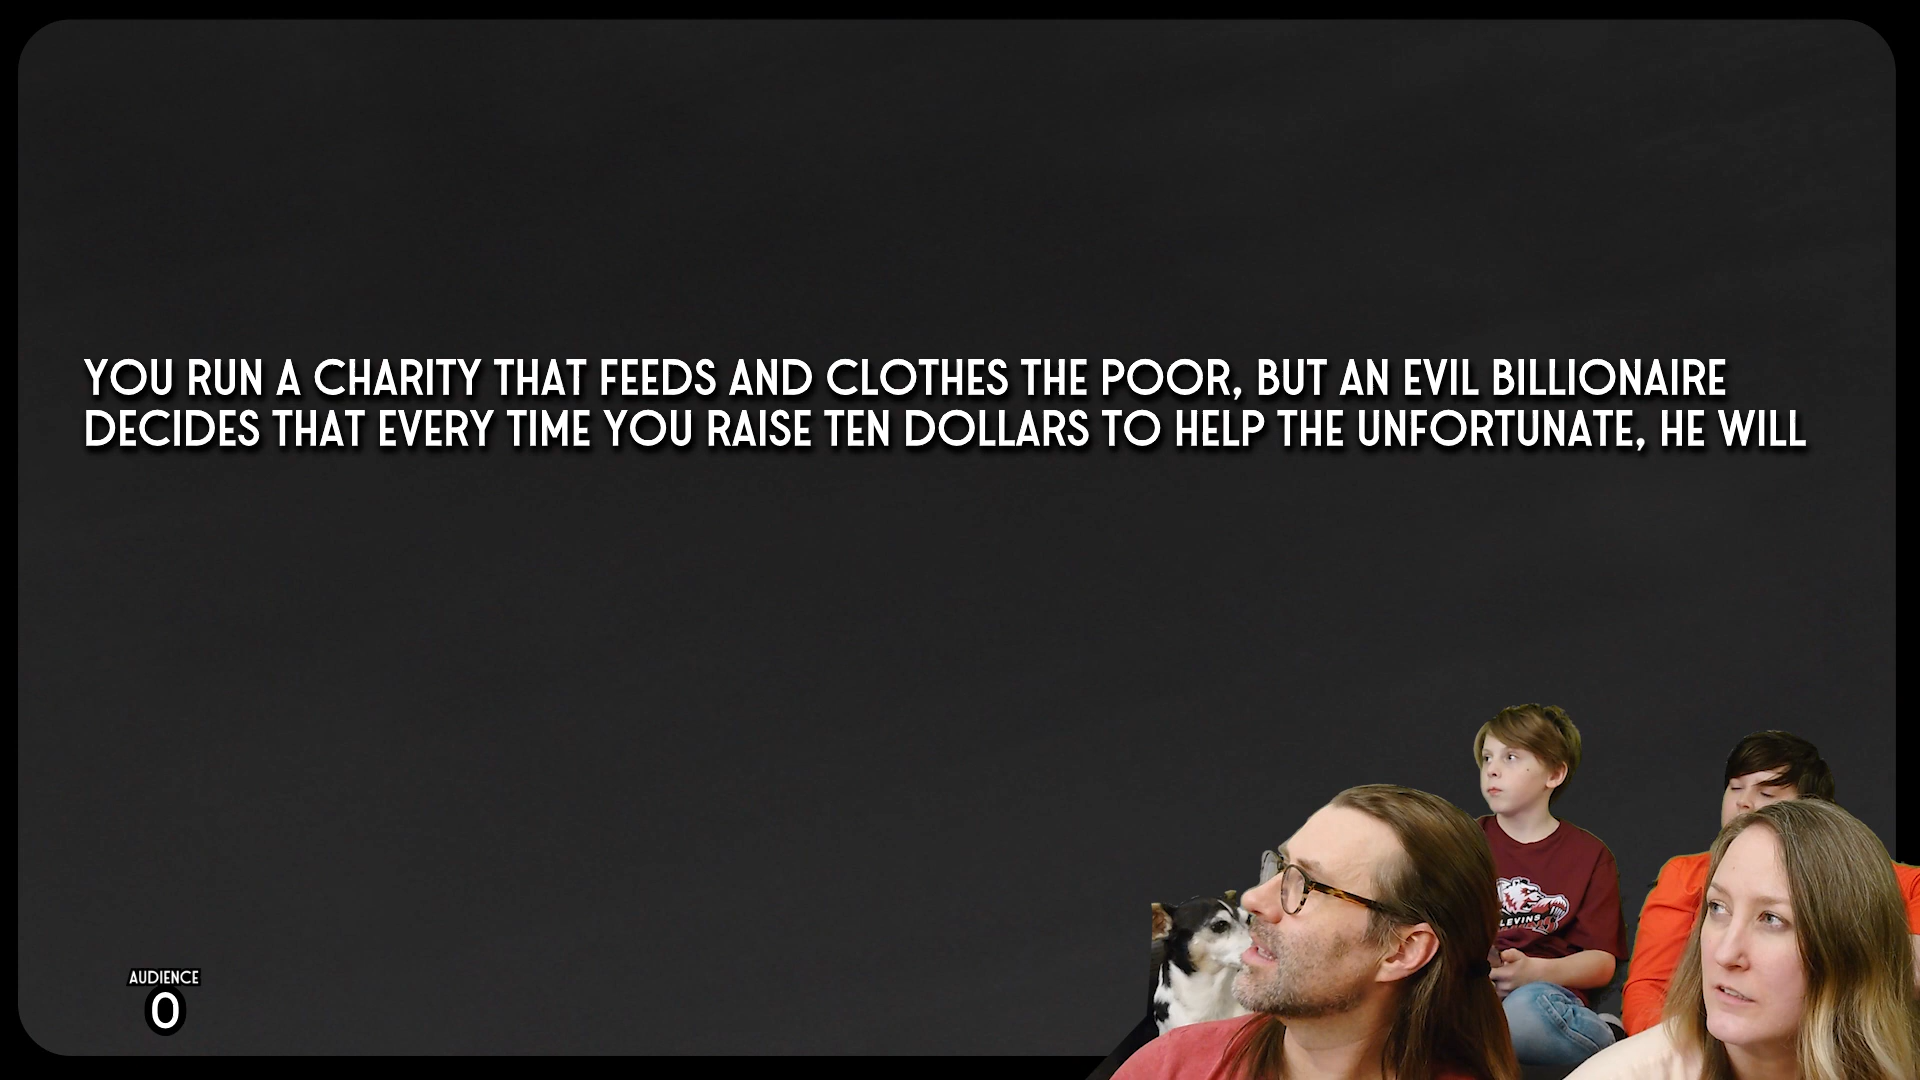 YOU RUN A CHARITY THAT FEEDS AND CLOTHES THE POOR, BUT AN EVIL BILLIONAIRE
DECIDES THAT EVERY TIME YOU RAISE TEN DOLLARS TO HELP THE UNFORTUNATE, HE WILL
LEVINS
AUDIENCE
0